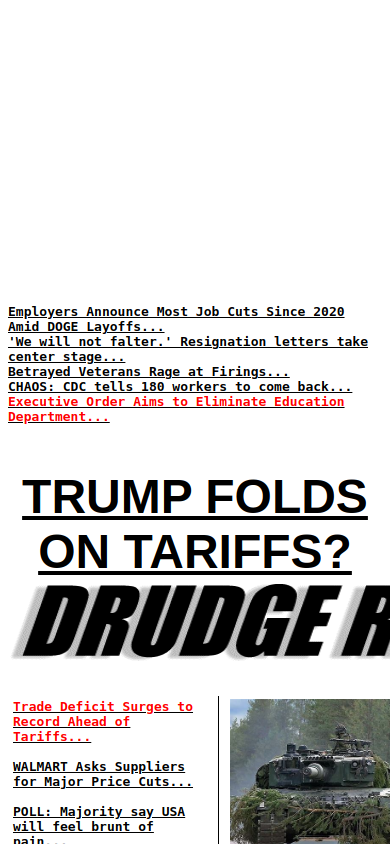 Employers Announce Most Job Cuts Since 2020
Amid DOGE Layoffs...
'We will not falter.' Resignation letters take
center stage...
Betrayed Veterans Rage at Firings...
CHAOS: CDC tells 180 workers to come back...
Executive Order Aims to Eliminate Education
Department...
TRUMP FOLDS
ON TARIFFS?
DRUDGE R
Trade Deficit Surges to
Record Ahead of
Tariffs...
WALMART Asks Suppliers
for Major Price Cuts...
POLL: Majority say USA
will feel brunt of
pain...